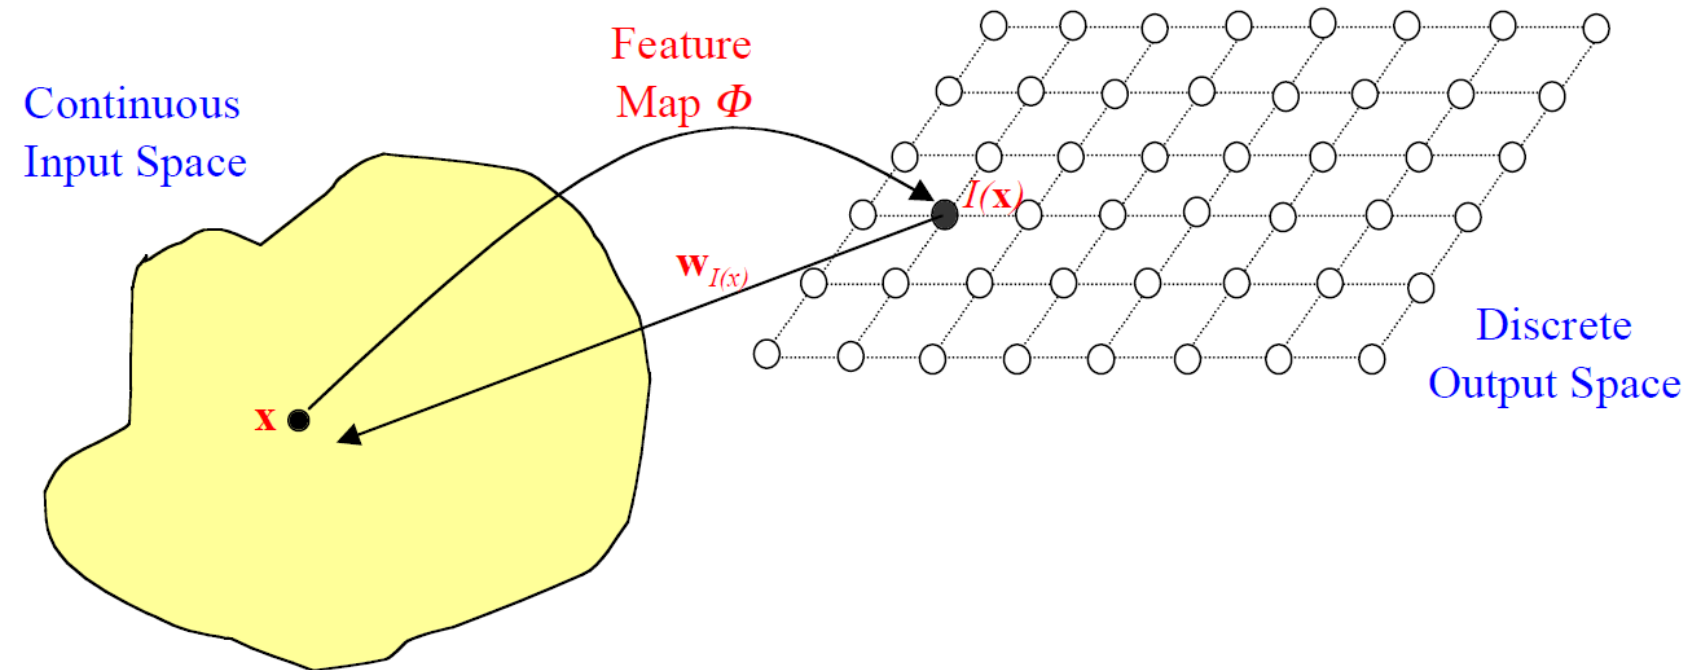 Continuous
Input Space
Feature
Map Φ
I(x)
w_I(x)
x
Discrete
Output Space